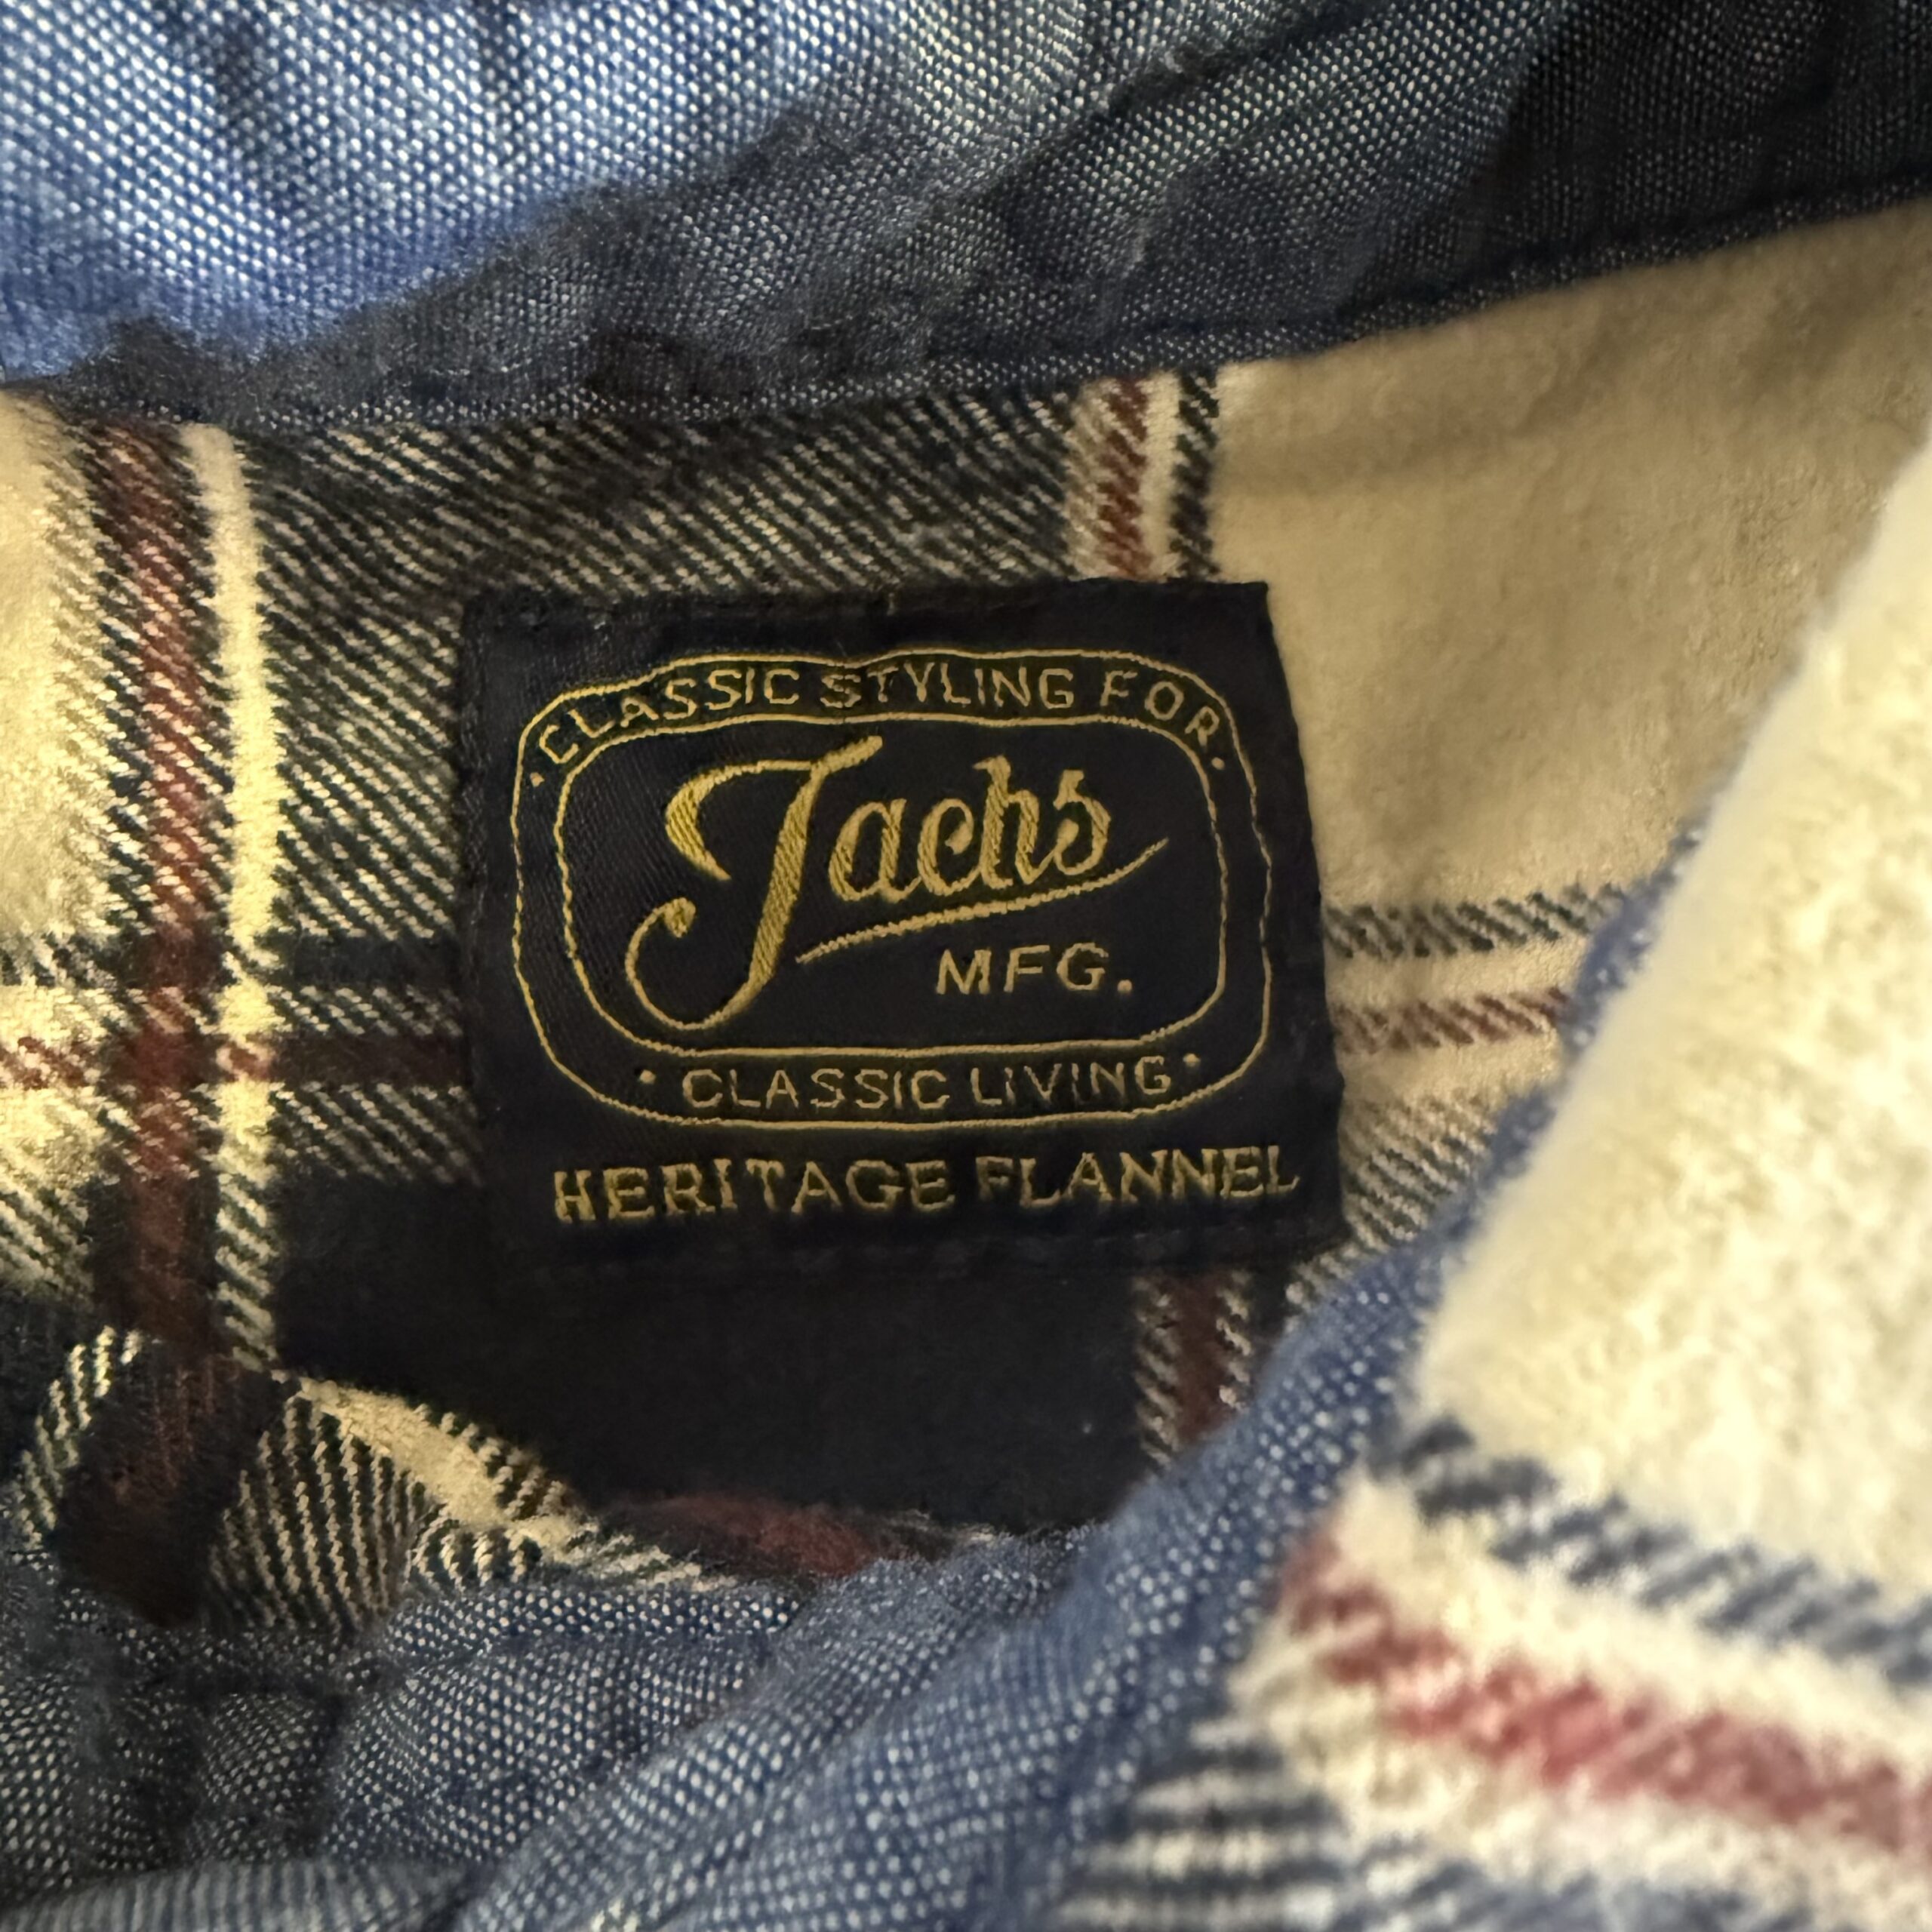 · CLASSIC STYLING FOR ·
Jachs
MFG.
· CLASSIC LIVING ·
HERITAGE FLANNEL